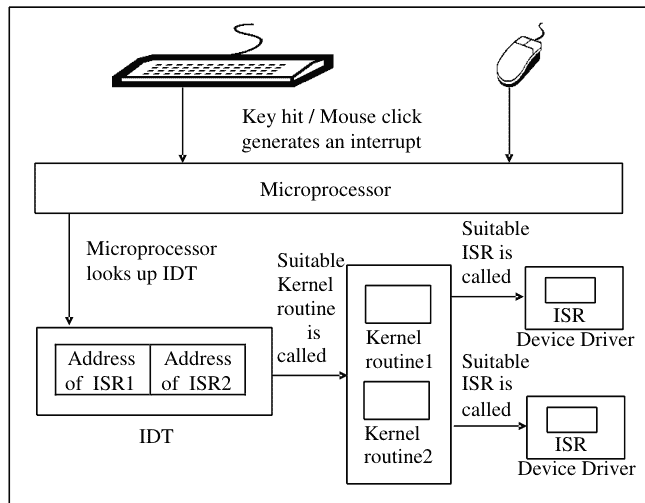 Key hit / Mouse click
generates an interrupt
Microprocessor
Microprocessor
looks up IDT
Address
of ISR1
Address
of ISR2
IDT
Suitable
Kernel
routine
is
called
Kernel
routine1
Kernel
routine2
Suitable
ISR is
called
ISR
Device Driver
Suitable
ISR is
called
ISR
Device Driver